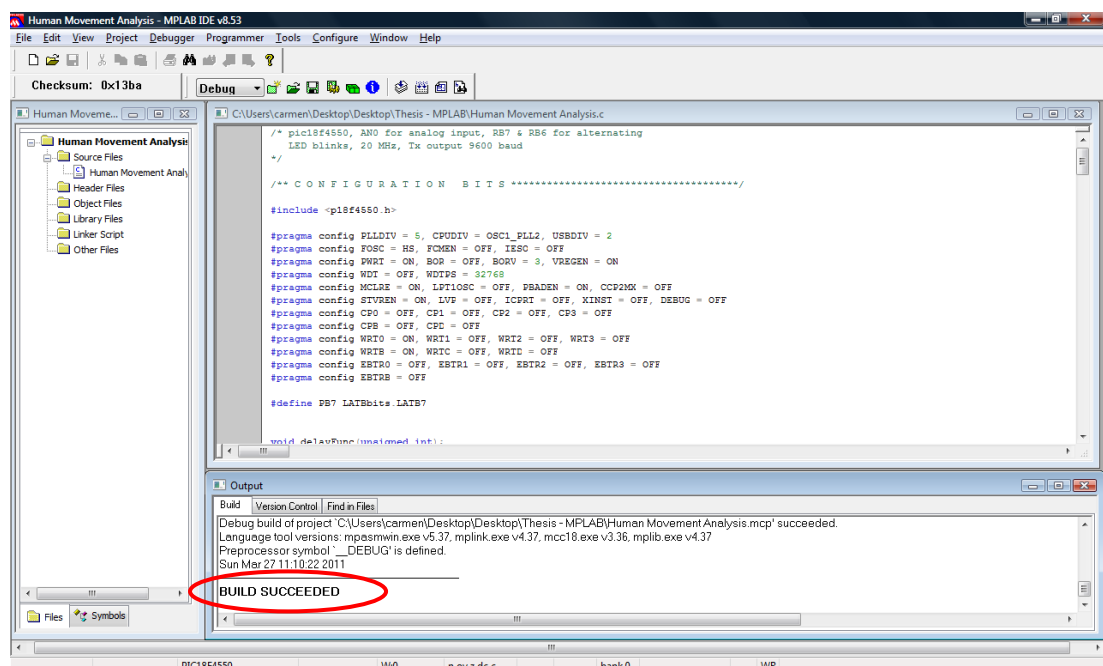 Human Movement Analysis - MPLAB IDE v8.53
File Edit View Project Debugger Programmer Tools Configure Window Help
Checksum: 0x13ba
Debug
Human Moveme...
Human Movement Analysis
Source Files
Human Movement Analy
Header Files
Object Files
Library Files
Linker Script
Other Files
Files Symbols
C:\Users\carmen\Desktop\Desktop\Thesis - MPLAB\Human Movement Analysis.c
/* pic18f4550, AN0 for analog input, RB7 & RB6 for alternating
LED blinks, 20 MHz, Tx output 9600 baud
*/
/** C O N F I G U R A T I O N   B I T S **************************************/
#include <p18f4550.h>
#pragma config PLLDIV = 5, CPUDIV = OSC1_PLL2, USBDIV = 2
#pragma config FOSC = HS, FCMEN = OFF, IESO = OFF
#pragma config PWRT = ON, BOR = OFF, BORV = 3, VREGEN = ON
#pragma config WDT = OFF, WDTPS = 32768
#pragma config MCLRE = ON, LPT1OSC = OFF, PBADEN = ON, CCP2MX = OFF
#pragma config STVREN = ON, LVP = OFF, ICPRT = OFF, XINST = OFF, DEBUG = OFF
#pragma config CP0 = OFF, CP1 = OFF, CP2 = OFF, CP3 = OFF
#pragma config CPB = OFF, CPD = OFF
#pragma config WRT0 = ON, WRT1 = OFF, WRT2 = OFF, WRT3 = OFF
#pragma config WRTB = ON, WRTC = OFF, WRTD = OFF
#pragma config EBTR0 = OFF, EBTR1 = OFF, EBTR2 = OFF, EBTR3 = OFF
#pragma config EBTRB = OFF
#define PB7 LATBbits.LATB7
void delayFunc(unsigned int);
Output
Build Version Control Find in Files
Debug build of project `C:\Users\carmen\Desktop\Desktop\Thesis - MPLAB\Human Movement Analysis.mcp' succeeded.
Language tool versions: mpasmwin.exe v5.37, mplink.exe v4.37, mcc18.exe v3.36, mplib.exe v4.37
Preprocessor symbol `__DEBUG' is defined.
Sun Mar 27 11:10:22 2011
BUILD SUCCEEDED
PIC18F4550 W:0 n ov z dc c bank 0 WR